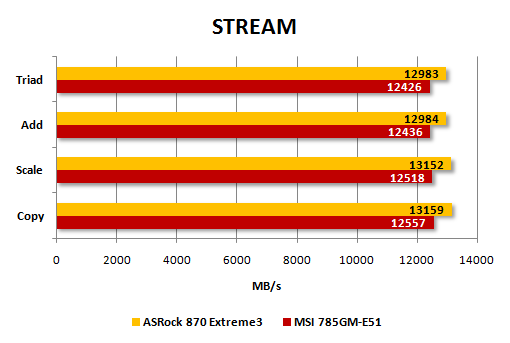 STREAM
Triad
12983
12426
Add
12984
12436
Scale
13152
12518
Copy
13159
12557
0 2000 4000 6000 8000 10000 12000 14000
MB/s
ASRock 870 Extreme3 MSI 785GM-E51